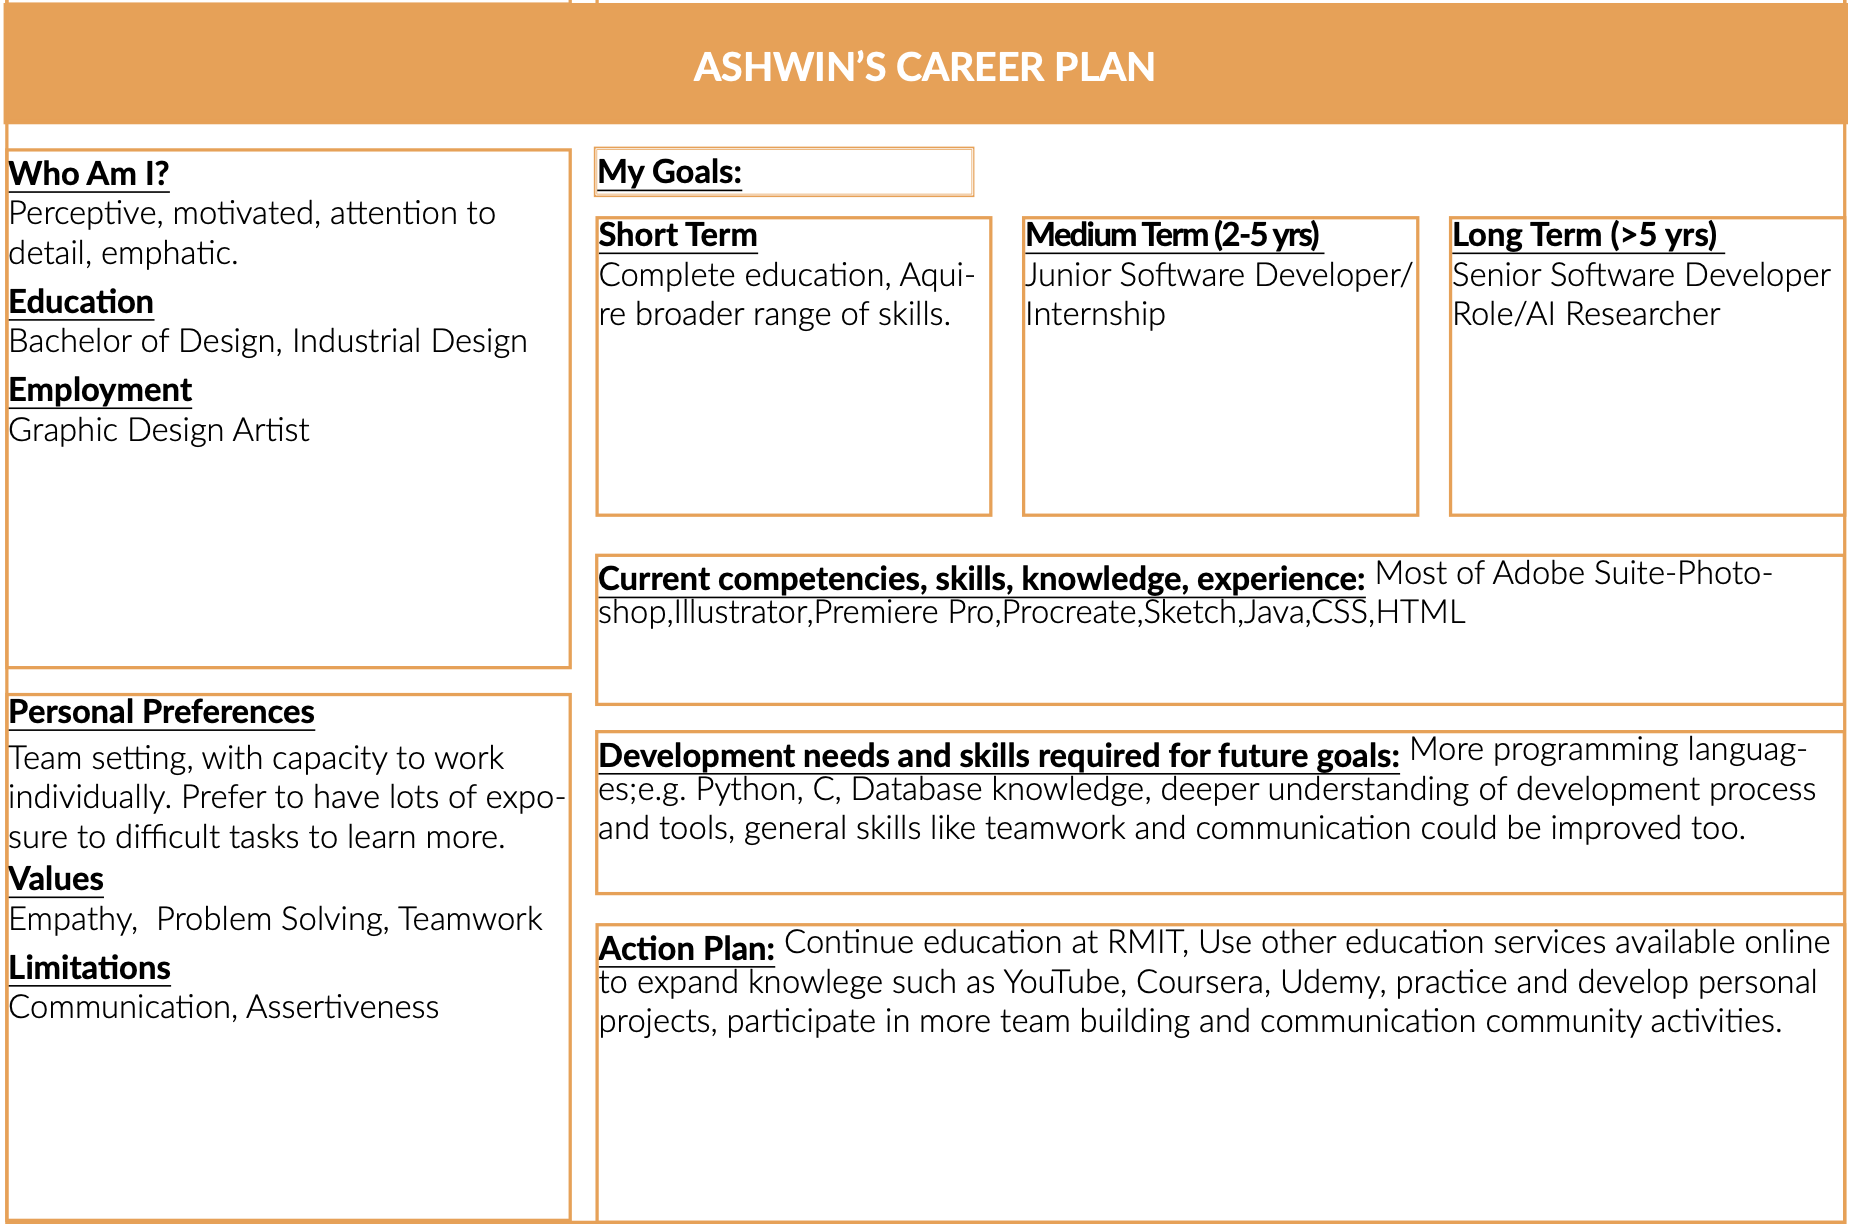 ASHWIN’S CAREER PLAN
Who Am I?
Perceptive, motivated, attention to
detail, emphatic.
Education
Bachelor of Design, Industrial Design
Employment
Graphic Design Artist
Personal Preferences
Team setting, with capacity to work
individually. Prefer to have lots of expo-
sure to difficult tasks to learn more.
Values
Empathy,  Problem Solving, Teamwork
Limitations
Communication, Assertiveness
My Goals:
Short Term
Complete education, Aqui-
re broader range of skills.
Medium Term (2-5 yrs)
Junior Software Developer/
Internship
Long Term (>5 yrs)
Senior Software Developer
Role/AI Researcher
Current competencies, skills, knowledge, experience: Most of Adobe Suite-Photo-
shop,Illustrator,Premiere Pro,Procreate,Sketch,Java,CSS,HTML
Development needs and skills required for future goals: More programming languag-
es;e.g. Python, C, Database knowledge, deeper understanding of development process
and tools, general skills like teamwork and communication could be improved too.
Action Plan: Continue education at RMIT, Use other education services available online
to expand knowlege such as YouTube, Coursera, Udemy, practice and develop personal
projects, participate in more team building and communication community activities.